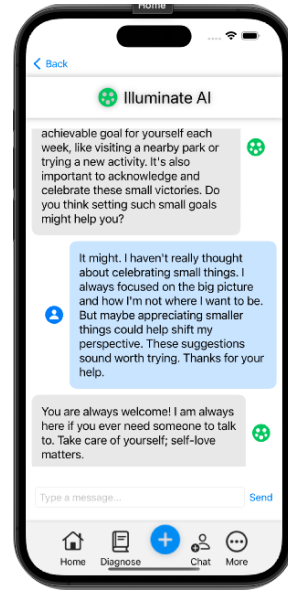 Home
Back
Illuminate AI
achievable goal for yourself each
week, like visiting a nearby park or
trying a new activity. It's also
important to acknowledge and
celebrate these small victories. Do
you think setting such small goals
might help you?
It might. I haven't really thought
about celebrating small things. I
always focused on the big picture
and how I'm not where I want to be.
But maybe appreciating smaller
things could help shift my
perspective. These suggestions
sound worth trying. Thanks for your
help.
You are always welcome! I am always
here if you ever need someone to talk
to. Take care of yourself; self-love
matters.
Type a message...
Send
Home
Diagnose
Chat
More